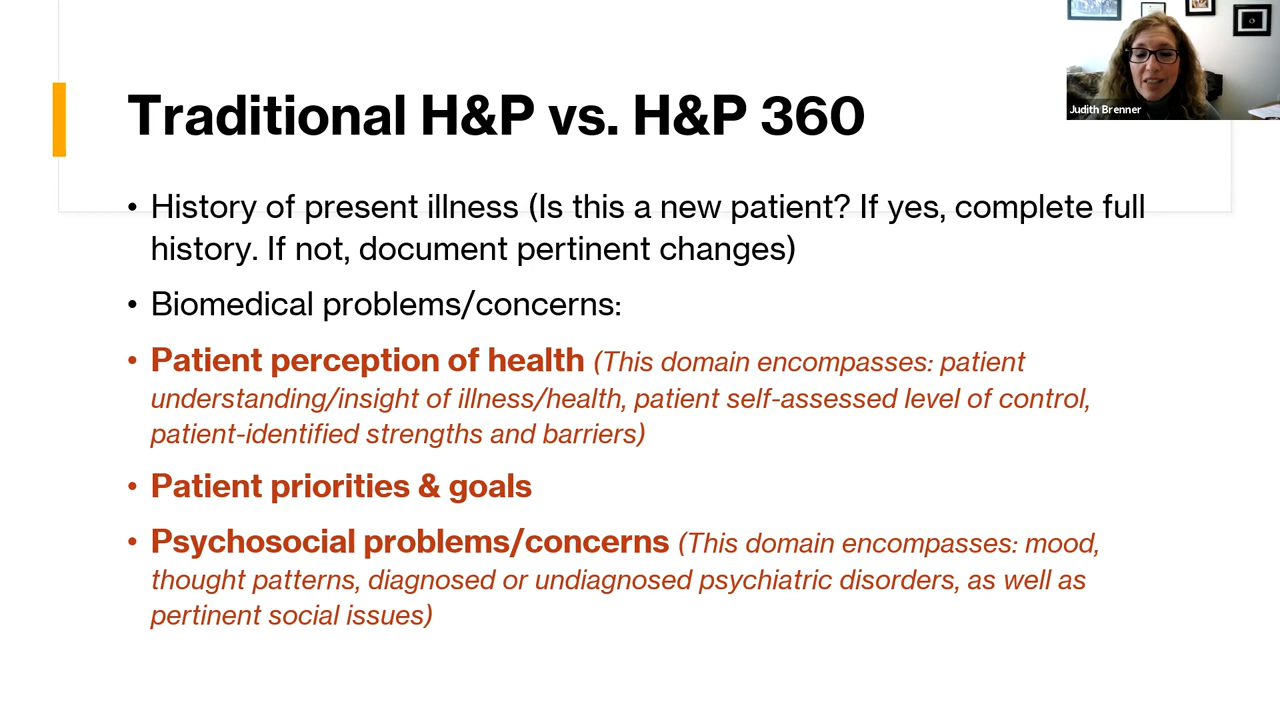 Judith Brenner
Traditional H&P vs. H&P 360
• History of present illness (Is this a new patient? If yes, complete full
history. If not, document pertinent changes)
• Biomedical problems/concerns:
• Patient perception of health (This domain encompasses: patient
understanding/insight of illness/health, patient self-assessed level of control,
patient-identified strengths and barriers)
• Patient priorities & goals
• Psychosocial problems/concerns (This domain encompasses: mood,
thought patterns, diagnosed or undiagnosed psychiatric disorders, as well as
pertinent social issues)